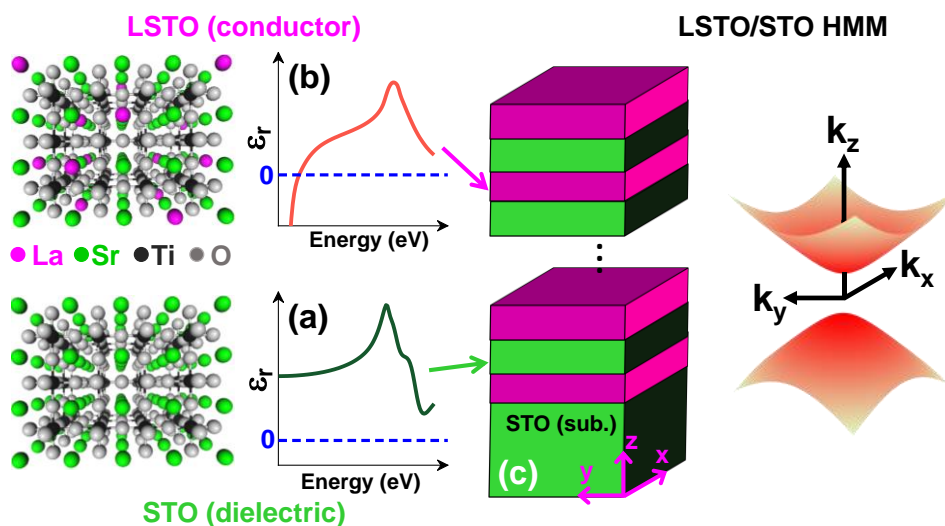 LSTO (conductor)
LSTO/STO HMM
(b)
εr
0
Energy (eV)
La Sr Ti O
(a)
εr
0
Energy (eV)
STO (dielectric)
STO (sub.)
(c)
z
x
y
kz
kx
ky